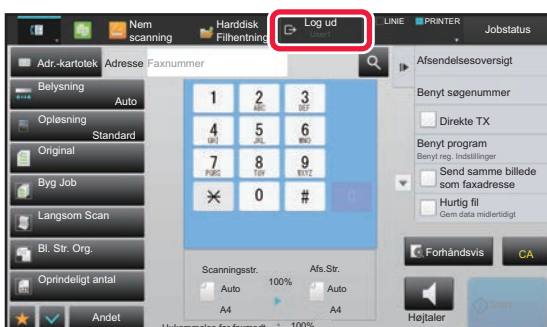 Nem
scanning
Harddisk
Filhentning
Log ud
User1
LINIE
PRINTER
Jobstatus
Adr.-kartotek
Adresse
Faxnummer
Afsendelsesoversigt
Belysning
Auto
Opløsning
Standard
Original
Byg Job
Langsom Scan
Bl. Str. Org.
Oprindeligt antal
Andet
1
2
ABC
3
DEF
4
GHI
5
JKL
6
MNO
7
PQRS
8
TUV
9
WXYZ
0
#
C
Scanningsstr.
Afs.Str.
100%
Auto
Auto
A4
A4
Hukommelse for faxmodt.
100%
Benyt søgenummer
Direkte TX
Benyt program
Benyt reg. Indstillinger
Send samme billede
som faxadresse
Hurtig fil
Gem data midlertidigt
Forhåndsvis
CA
Højtaler
Start